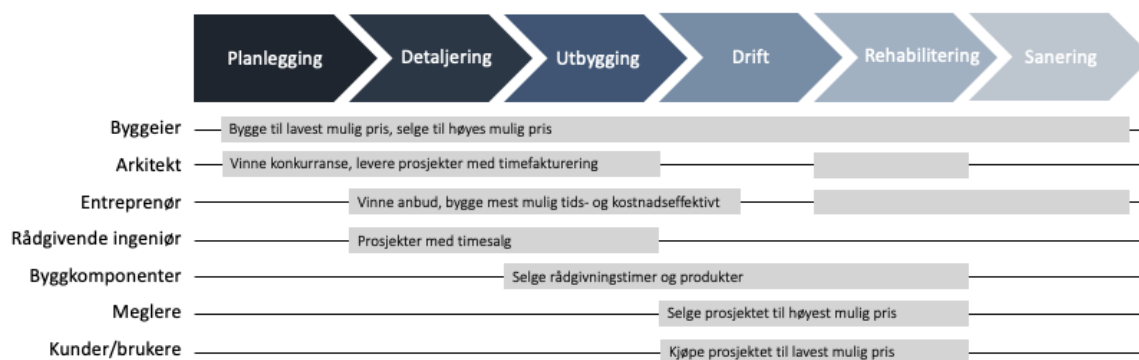 Planlegging Detaljering Utbygging Drift Rehabilitering Sanering
Byggeier Bygge til lavest mulig pris, selge til høyes mulig pris
Arkitekt Vinne konkurranse, levere prosjekter med timefakturering
Entreprenør Vinne anbud, bygge mest mulig tids- og kostnadseffektivt
Rådgivende ingeniør Prosjekter med timesalg
Byggkomponenter Selge rådgivningstimer og produkter
Meglere Selge prosjektet til høyest mulig pris
Kunder/brukere Kjøpe prosjektet til lavest mulig pris